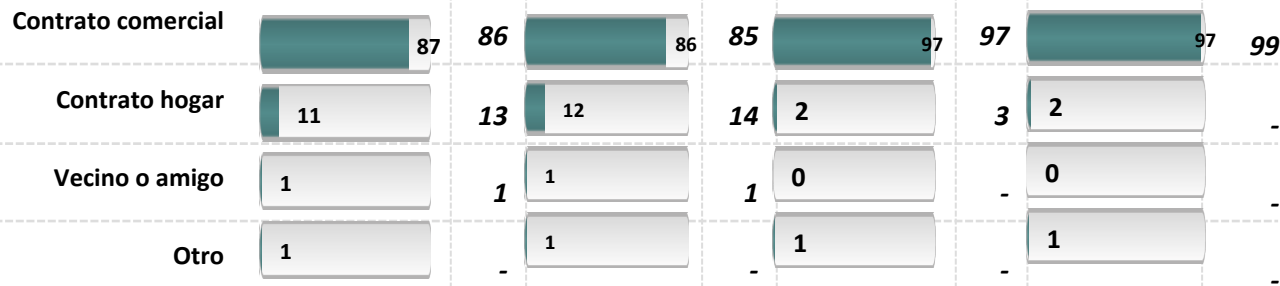 Contrato comercial 87 86 86 85 97 97 97 99
Contrato hogar 11 13 12 14 2 3 2 -
Vecino o amigo 1 1 1 1 0 - 0 -
Otro 1 - 1 - 1 - 1 -